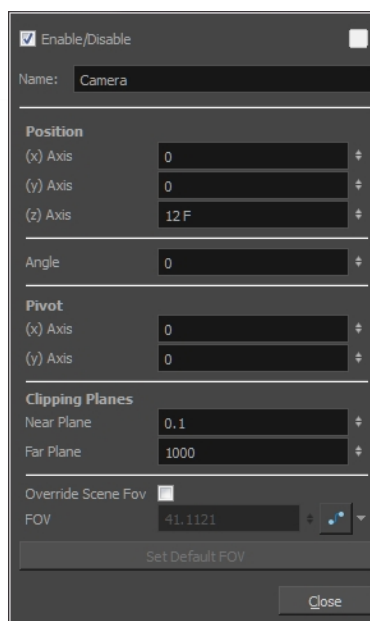 Enable/Disable
Name: Camera
Position
(x) Axis 0
(y) Axis 0
(z) Axis 12 F
Angle 0
Pivot
(x) Axis 0
(y) Axis 0
Clipping Planes
Near Plane 0.1
Far Plane 1000
Override Scene Fov
FOV 41.1121
Set Default FOV
Close